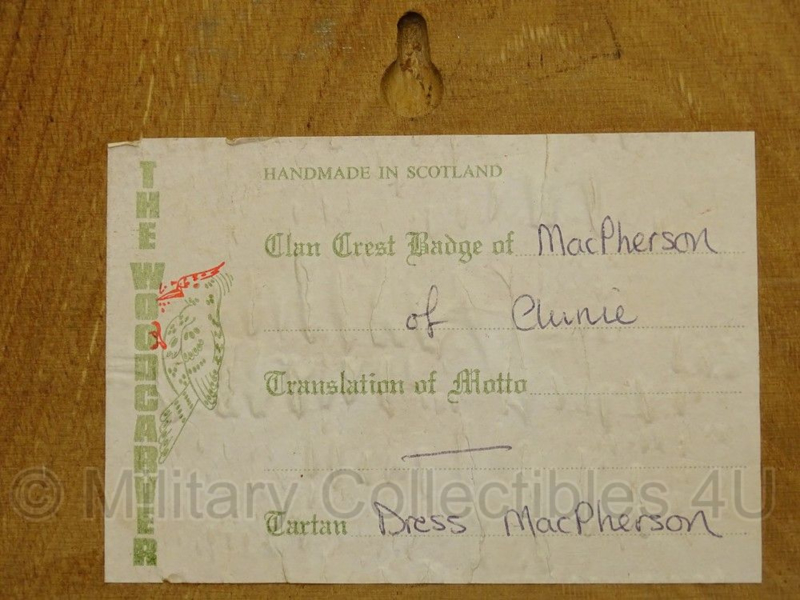 THE WOODCARVER
HANDMADE IN SCOTLAND
Clan Crest Badge of MacPherson
of Clunie
Translation of Motto
Tartan Dress MacPherson
© Military Collectibles 4U